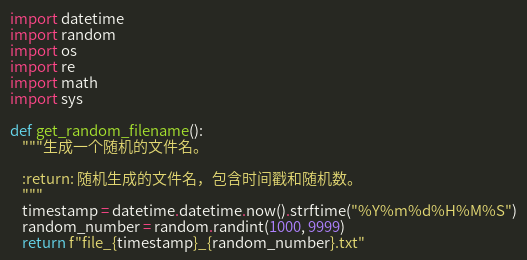 import datetime
import random
import os
import re
import math
import sys

def get_random_filename():
    """生成一个随机的文件名。

    :return: 随机生成的文件名，包含时间戳和随机数。
    """
    timestamp = datetime.datetime.now().strftime("%Y%m%d%H%M%S")
    random_number = random.randint(1000, 9999)
    return f"file_{timestamp}_{random_number}.txt"